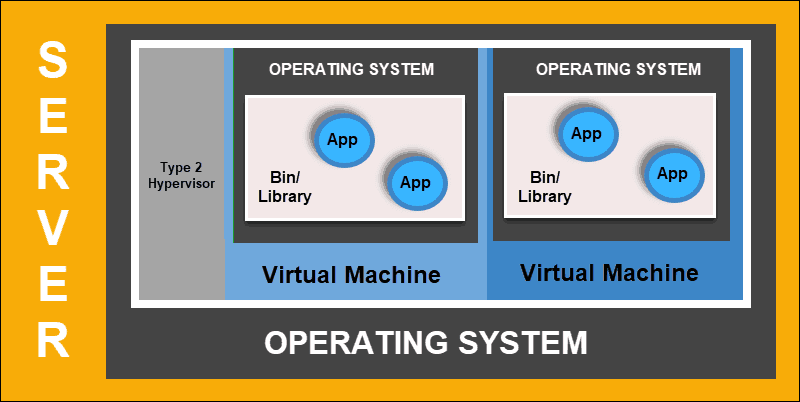 SERVER
Type 2
Hypervisor
OPERATING SYSTEM
App
App
Bin/
Library
Virtual Machine
OPERATING SYSTEM
App
App
Bin/
Library
Virtual Machine
OPERATING SYSTEM